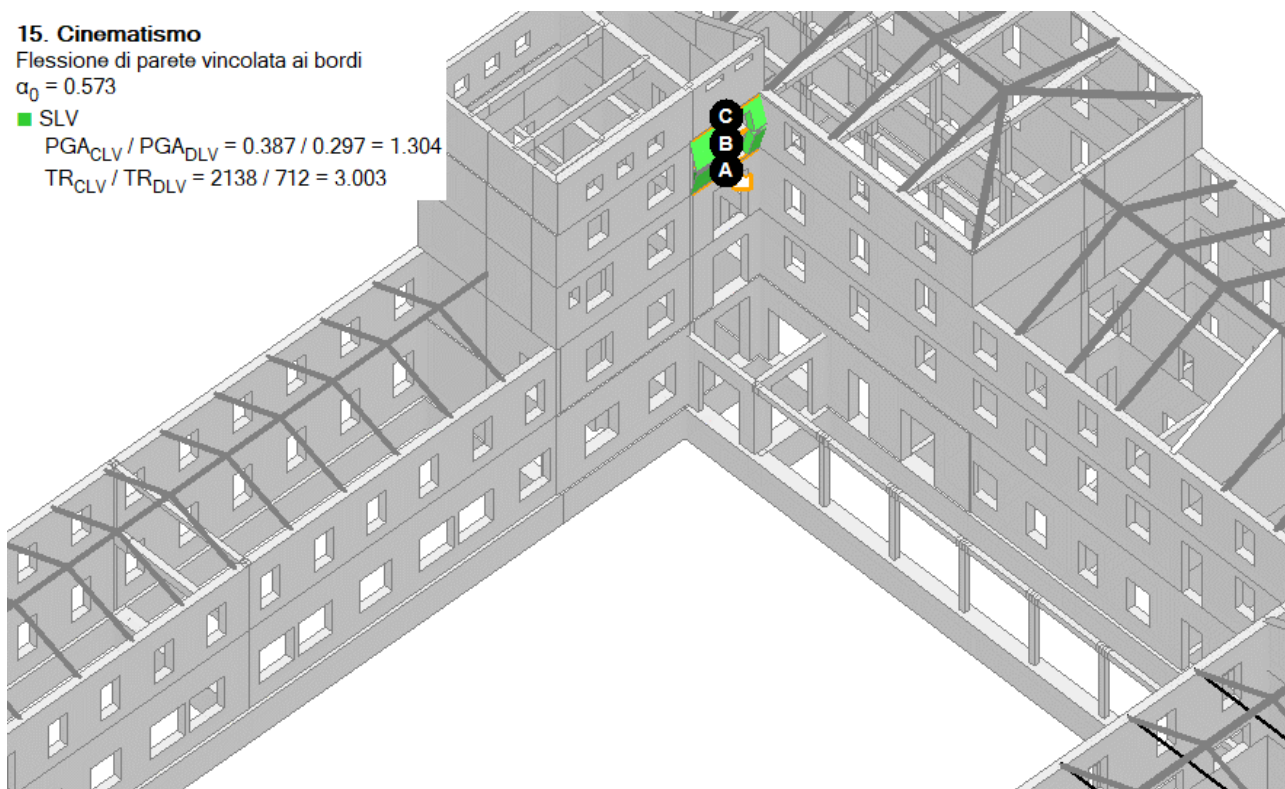 15. Cinematismo
Flessione di parete vincolata ai bordi
α0 = 0.573
SLV
PGACLV / PGADLV = 0.387 / 0.297 = 1.304
TRCLV / TRDLV = 2138 / 712 = 3.003
C
B
A